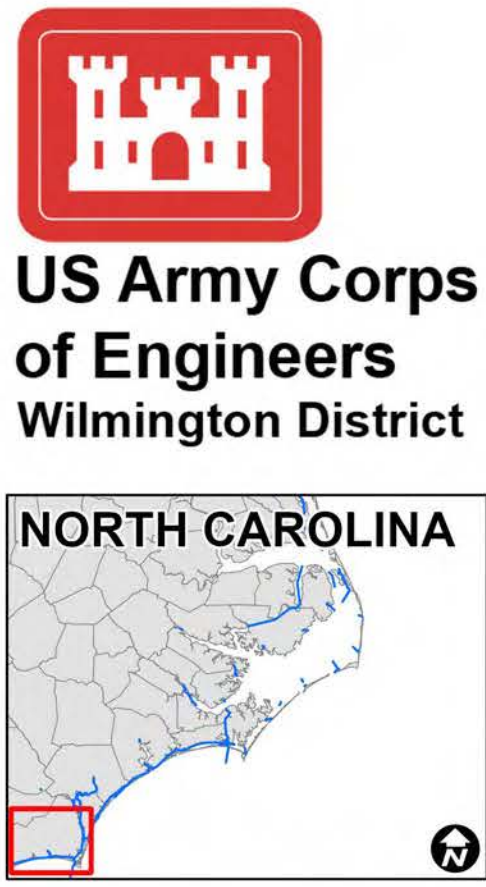 US Army Corps
of Engineers
Wilmington District
NORTH CAROLINA
N